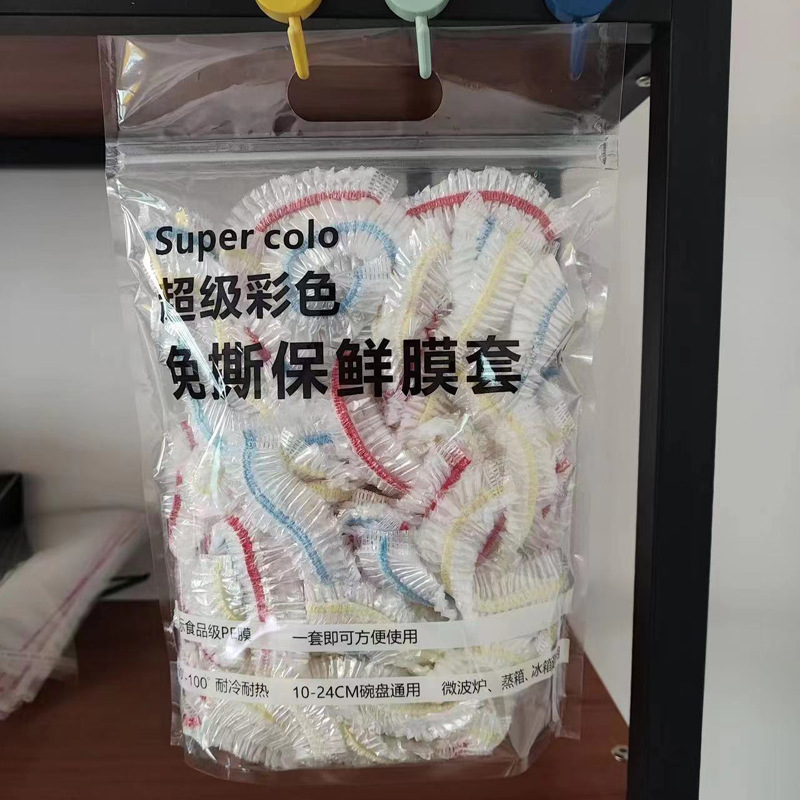 Super colo
超级彩色
免撕保鲜膜套
食品级PE膜 一套即可方便使用
-100° 耐冷耐热 10-24CM碗盘通用 微波炉、蒸箱、冰箱